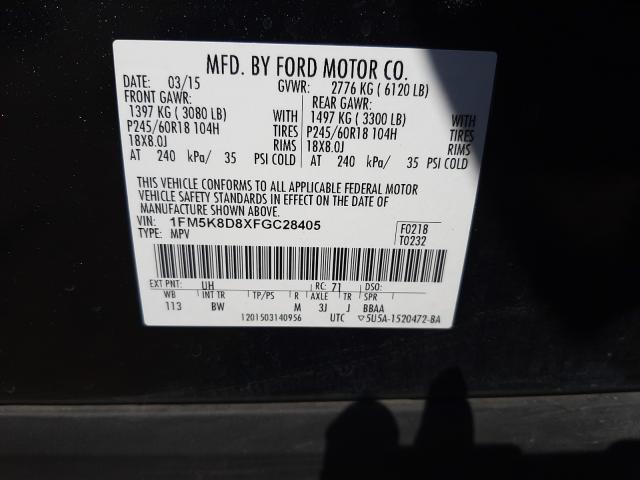 MFD. BY FORD MOTOR CO.
DATE: 03/15 GVWR: 2776 KG ( 6120 LB)
FRONT GAWR: REAR GAWR:
1397 KG ( 3080 LB) WITH 1497 KG ( 3300 LB) WITH
P245/60R18 104H TIRES P245/60R18 104H TIRES
18X8.0J RIMS 18X8.0J RIMS
AT 240 kPa/ 35 PSI COLD AT 240 kPa/ 35 PSI COLD
THIS VEHICLE CONFORMS TO ALL APPLICABLE FEDERAL MOTOR
VEHICLE SAFETY STANDARDS IN EFFECT ON THE DATE OF
MANUFACTURE SHOWN ABOVE.
VIN: 1FM5K8D8XFGC28405 F0218
TYPE: MPV T0232
EXT PNT: UH RC: 71 DSO:
WB INT TR TP/PS R AXLE TR SPR
113 BW M 3J J BBAA
1201503140956 UTC ▽5U5A-1520472-BA